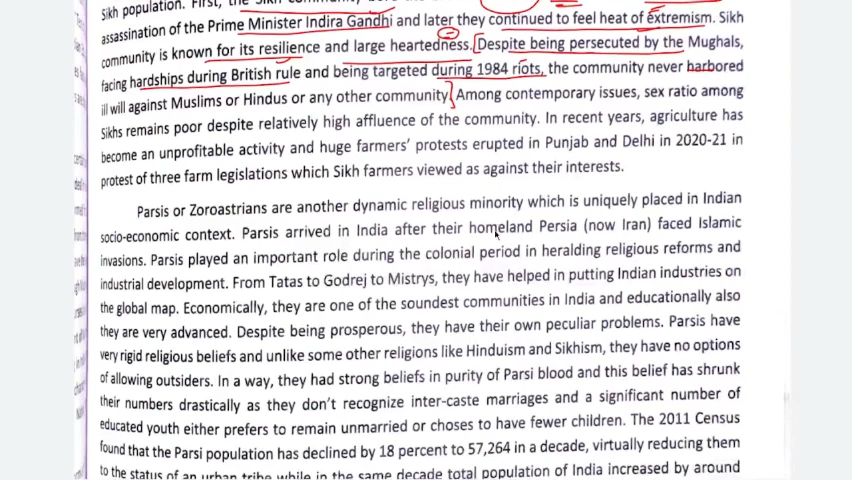 Sikh population. First, the Sikh community
assassination of the Prime Minister Indira Gandhi and later they continued to feel heat of extremism. Sikh
community is known for its resilience and large heartedness. Despite being persecuted by the Mughals,
facing hardships during British rule and being targeted during 1984 riots, the community never harbored
ill will against Muslims or Hindus or any other community. Among contemporary issues, sex ratio among
Sikhs remains poor despite relatively high affluence of the community. In recent years, agriculture has
become an unprofitable activity and huge farmers' protests erupted in Punjab and Delhi in 2020-21 in
protest of three farm legislations which Sikh farmers viewed as against their interests.
Parsis or Zoroastrians are another dynamic religious minority which is uniquely placed in Indian
socio-economic context. Parsis arrived in India after their homeland Persia (now Iran) faced Islamic
invasions. Parsis played an important role during the colonial period in heralding religious reforms and
industrial development. From Tatas to Godrej to Mistrys, they have helped in putting Indian industries on
the global map. Economically, they are one of the soundest communities in India and educationally also
they are very advanced. Despite being prosperous, they have their own peculiar problems. Parsis have
very rigid religious beliefs and unlike some other religions like Hinduism and Sikhism, they have no options
of allowing outsiders. In a way, they had strong beliefs in purity of Parsi blood and this belief has shrunk
their numbers drastically as they don't recognize inter-caste marriages and a significant number of
educated youth either prefers to remain unmarried or choses to have fewer children. The 2011 Census
found that the Parsi population has declined by 18 percent to 57,264 in a decade, virtually reducing them
to the status of an urban tribe while in the same decade total population of India increased by around